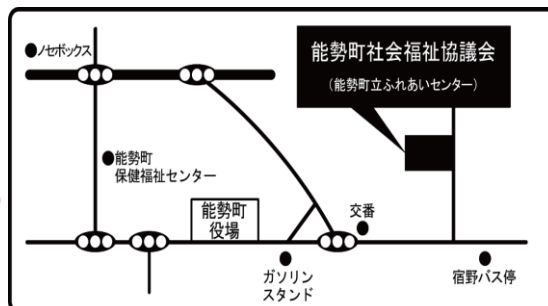 ノセボックス
能勢町社会福祉協議会
(能勢町立ふれあいセンター)
能勢町
保健福祉センター
能勢町
役場
交番
ガソリン
スタンド
宿野バス停